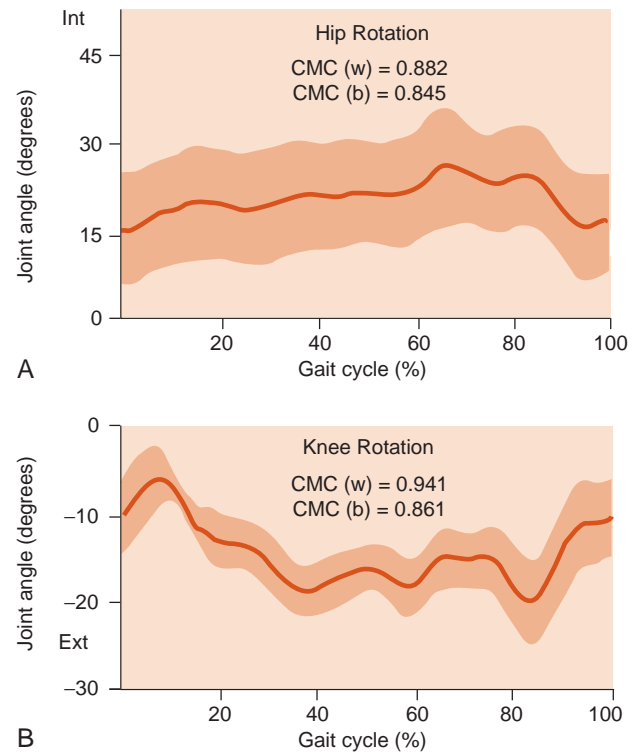 Int
Hip Rotation
45
CMC (w) = 0.882
CMC (b) = 0.845
30
Joint angle (degrees)
15
0
20 40 60 80 100
A
Gait cycle (%)
0
Knee Rotation
CMC (w) = 0.941
CMC (b) = 0.861
–10
Joint angle (degrees)
–20
Ext
–30
20 40 60 80 100
B
Gait cycle (%)